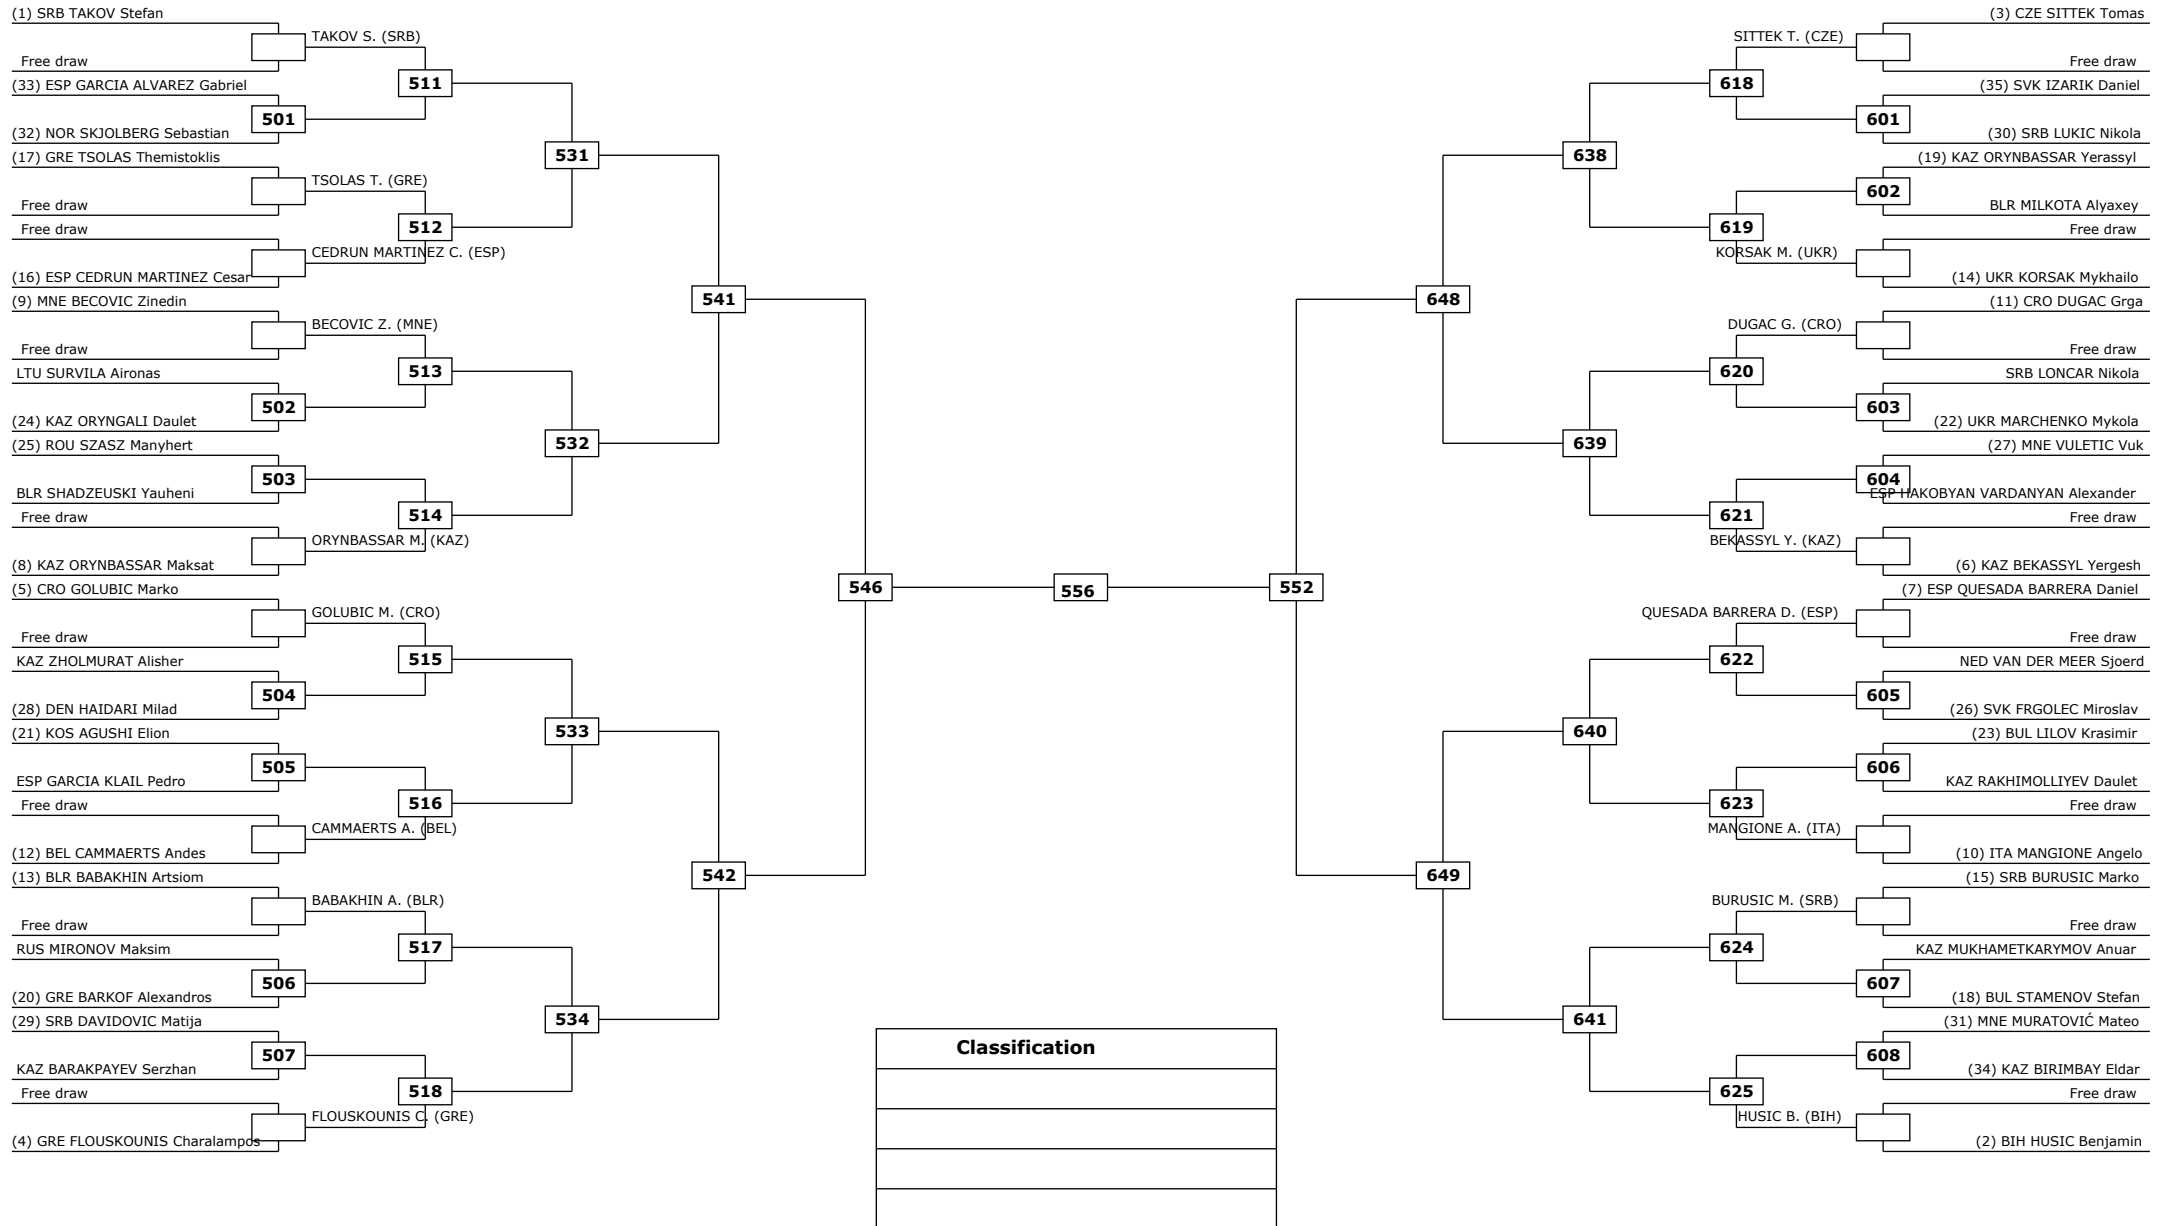 (1) SRB TAKOV Stefan
TAKOV S. (SRB)
Free draw
(33) ESP GARCIA ALVAREZ Gabriel
511
501
(32) NOR SKJOLBERG Sebastian
(17) GRE TSOLAS Themistoklis
531
TSOLAS T. (GRE)
Free draw
Free draw
512
CEDRUN MARTINEZ C. (ESP)
(16) ESP CEDRUN MARTINEZ Cesar
(9) MNE BECOVIC Zinedin
541
BECOVIC Z. (MNE)
Free draw
LTU SURVILA Aironas
513
502
(24) KAZ ORYNGALI Daulet
(25) ROU SZASZ Manyhert
532
503
BLR SHADZEUSKI Yauheni
Free draw
514
ORYNBASSAR M. (KAZ)
(8) KAZ ORYNBASSAR Maksat
(5) CRO GOLUBIC Marko
546
GOLUBIC M. (CRO)
Free draw
KAZ ZHOLMURAT Alisher
515
504
(28) DEN HAIDARI Milad
(21) KOS AGUSHI Elion
533
505
ESP GARCIA KLAIL Pedro
Free draw
516
CAMMAERTS A. (BEL)
(12) BEL CAMMAERTS Andes
(13) BLR BABAKHIN Artsiom
542
BABAKHIN A. (BLR)
Free draw
RUS MIRONOV Maksim
517
506
(20) GRE BARKOF Alexandros
(29) SRB DAVIDOVIC Matija
534
507
KAZ BARAKPAYEV Serzhan
Free draw
518
FLOUSKOUNIS C. (GRE)
(4) GRE FLOUSKOUNIS Charalampos
556
Classification
(3) CZE SITTEK Tomas
SITTEK T. (CZE)
Free draw
(35) SVK IZARIK Daniel
618
601
(30) SRB LUKIC Nikola
(19) KAZ ORYNBASSAR Yerassyl
638
602
BLR MILKOTA Alyaxey
Free draw
619
KORSAK M. (UKR)
(14) UKR KORSAK Mykhailo
(11) CRO DUGAC Grga
648
DUGAC G. (CRO)
Free draw
SRB LONCAR Nikola
620
603
(22) UKR MARCHENKO Mykola
(27) MNE VULETIC Vuk
639
604
ESP HAKOBYAN VARDANYAN Alexander
Free draw
621
BEKASSYL Y. (KAZ)
(6) KAZ BEKASSYL Yergesh
(7) ESP QUESADA BARRERA Daniel
552
QUESADA BARRERA D. (ESP)
Free draw
NED VAN DER MEER Sjoerd
622
605
(26) SVK FRGOLEC Miroslav
(23) BUL LILOV Krasimir
640
606
KAZ RAKHIMOLLIYEV Daulet
Free draw
623
MANGIONE A. (ITA)
(10) ITA MANGIONE Angelo
(15) SRB BURUSIC Marko
649
BURUSIC M. (SRB)
Free draw
KAZ MUKHAMETKARYMOV Anuar
624
607
(18) BUL STAMENOV Stefan
(31) MNE MURATOVIĆ Mateo
641
608
(34) KAZ BIRIMBAY Eldar
Free draw
625
HUSIC B. (BIH)
(2) BIH HUSIC Benjamin